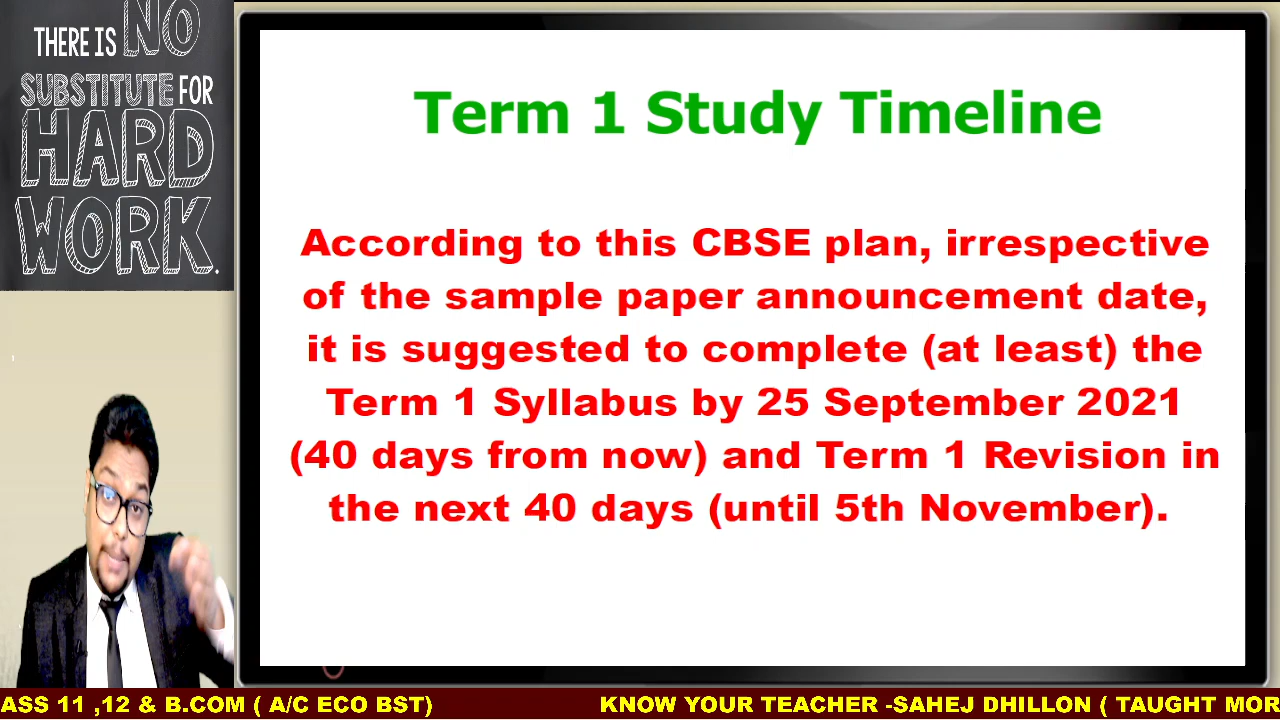 THERE IS NO
SUBSTITUTE FOR
HARD
WORK.
Term 1 Study Timeline
According to this CBSE plan, irrespective
of the sample paper announcement date,
it is suggested to complete (at least) the
Term 1 Syllabus by 25 September 2021
(40 days from now) and Term 1 Revision in
the next 40 days (until 5th November).
ASS 11 ,12 & B.COM ( A/C ECO BST) KNOW YOUR TEACHER -SAHEJ DHILLON ( TAUGHT MOR